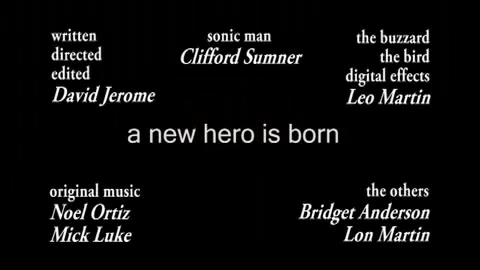 written
directed
edited
David Jerome
sonic man
Clifford Sumner
the buzzard
the bird
digital effects
Leo Martin
a new hero is born
original music
Noel Ortiz
Mick Luke
the others
Bridget Anderson
Lon Martin